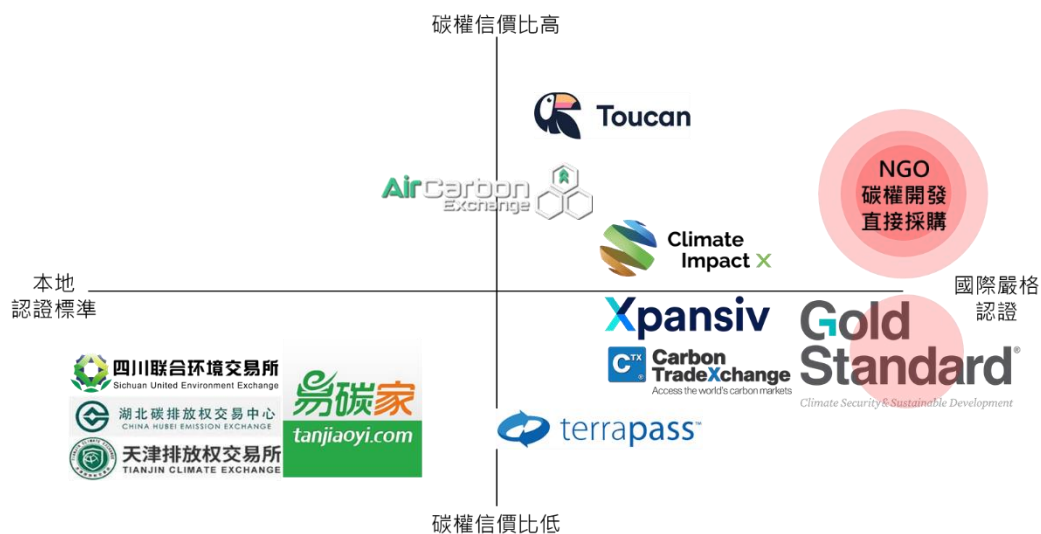 碳權信價比高
Toucan
AirCarbon
Exchange
NGO
碳權開發
直接採購
Climate
Impact X
本地
認證標準
國際嚴格
認證
Xpansiv
Gold
Standard®
Climate Security & Sustainable Development
CTX
Carbon
TradeXchange
Access the world's carbon markets
四川联合环境交易所
Sichuan United Environment Exchange
湖北碳排放权交易中心
CHINA HUBEI EMISSION EXCHANGE
天津排放权交易所
TIANJIN CLIMATE EXCHANGE
易碳家
tanjiaoyi.com
terrapass™
碳權信價比低